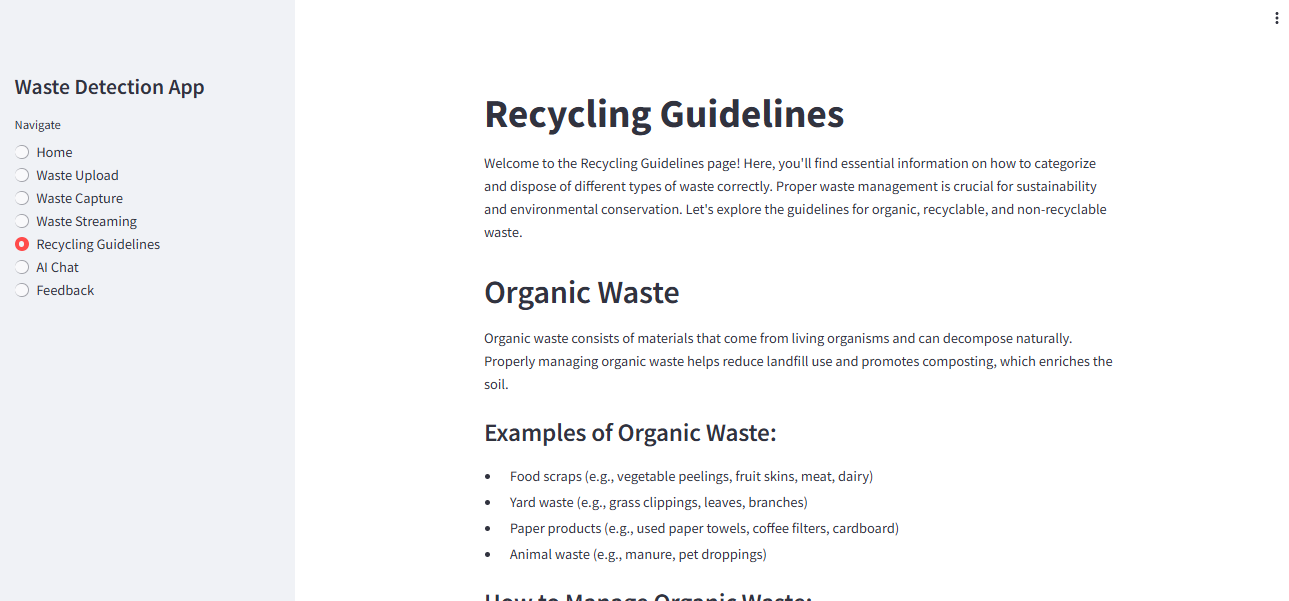 Waste Detection App
Navigate
Home
Waste Upload
Waste Capture
Waste Streaming
Recycling Guidelines
AI Chat
Feedback
Recycling Guidelines
Welcome to the Recycling Guidelines page! Here, you'll find essential information on how to categorize
and dispose of different types of waste correctly. Proper waste management is crucial for sustainability
and environmental conservation. Let's explore the guidelines for organic, recyclable, and non-recyclable
waste.
Organic Waste
Organic waste consists of materials that come from living organisms and can decompose naturally.
Properly managing organic waste helps reduce landfill use and promotes composting, which enriches the
soil.
Examples of Organic Waste:
• Food scraps (e.g., vegetable peelings, fruit skins, meat, dairy)
• Yard waste (e.g., grass clippings, leaves, branches)
• Paper products (e.g., used paper towels, coffee filters, cardboard)
• Animal waste (e.g., manure, pet droppings)
How to Manage Organic Waste: